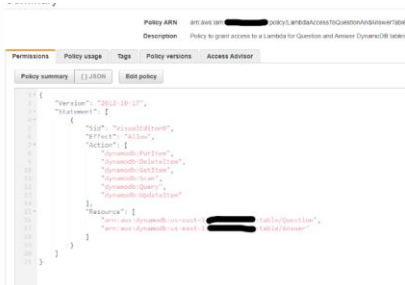 Summary
Policy ARN arn:aws:iam policy/LambdaAccessToQuestionAndAnswerTable
Description Policy to grant access to a Lambda for Question and Answer DynamoDB tables
Permissions Policy usage Tags Policy versions Access Advisor
Policy summary {} JSON Edit policy
1 {
2 "Version": "2012-10-17",
3 "Statement": [
4 {
5 "Sid": "VisualEditor0",
6 "Effect": "Allow",
7 "Action": [
8 "dynamodb:PutItem",
9 "dynamodb:DeleteItem",
10 "dynamodb:GetItem",
11 "dynamodb:Scan",
12 "dynamodb:Query",
13 "dynamodb:UpdateItem"
14 ],
15 "Resource": [
16 "arn:aws:dynamodb:us-east- table/Question",
17 "arn:aws:dynamodb:us-east- table/Answer"
18 ]
19 }
20 ]
21 }